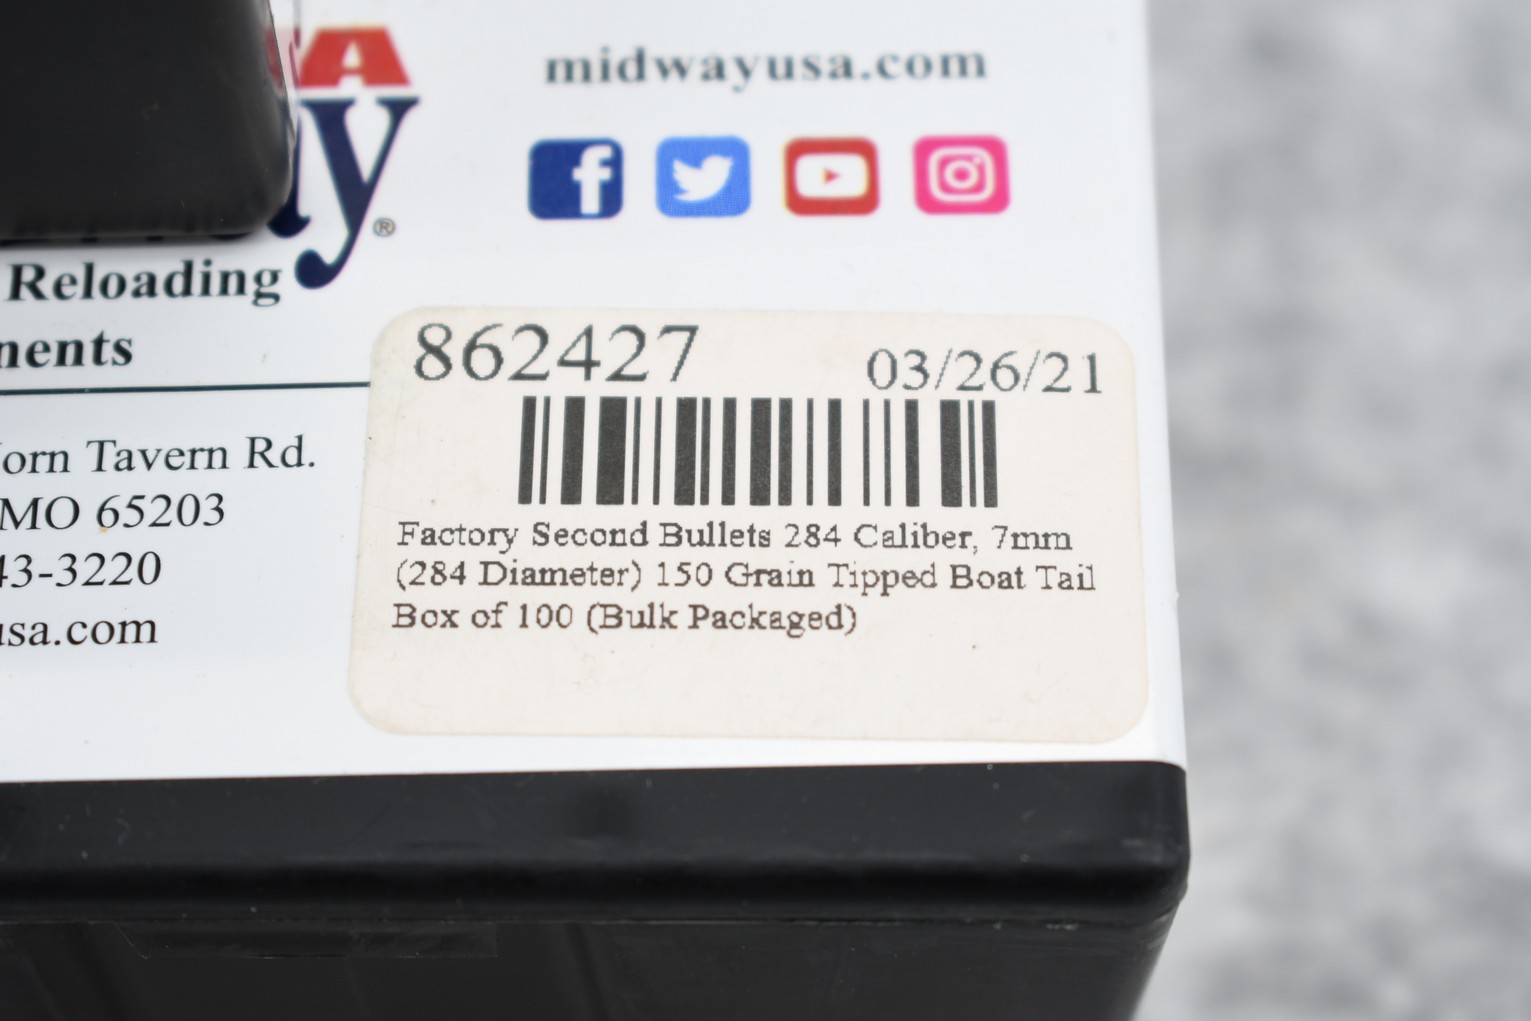 A
midwayusa.com
y®
Reloading
nents
862427
03/26/21
orn Tavern Rd.
MO 65203
43-3220
usa.com
Factory Second Bullets 284 Caliber, 7mm
(284 Diameter) 150 Grain Tipped Boat Tail
Box of 100 (Bulk Packaged)